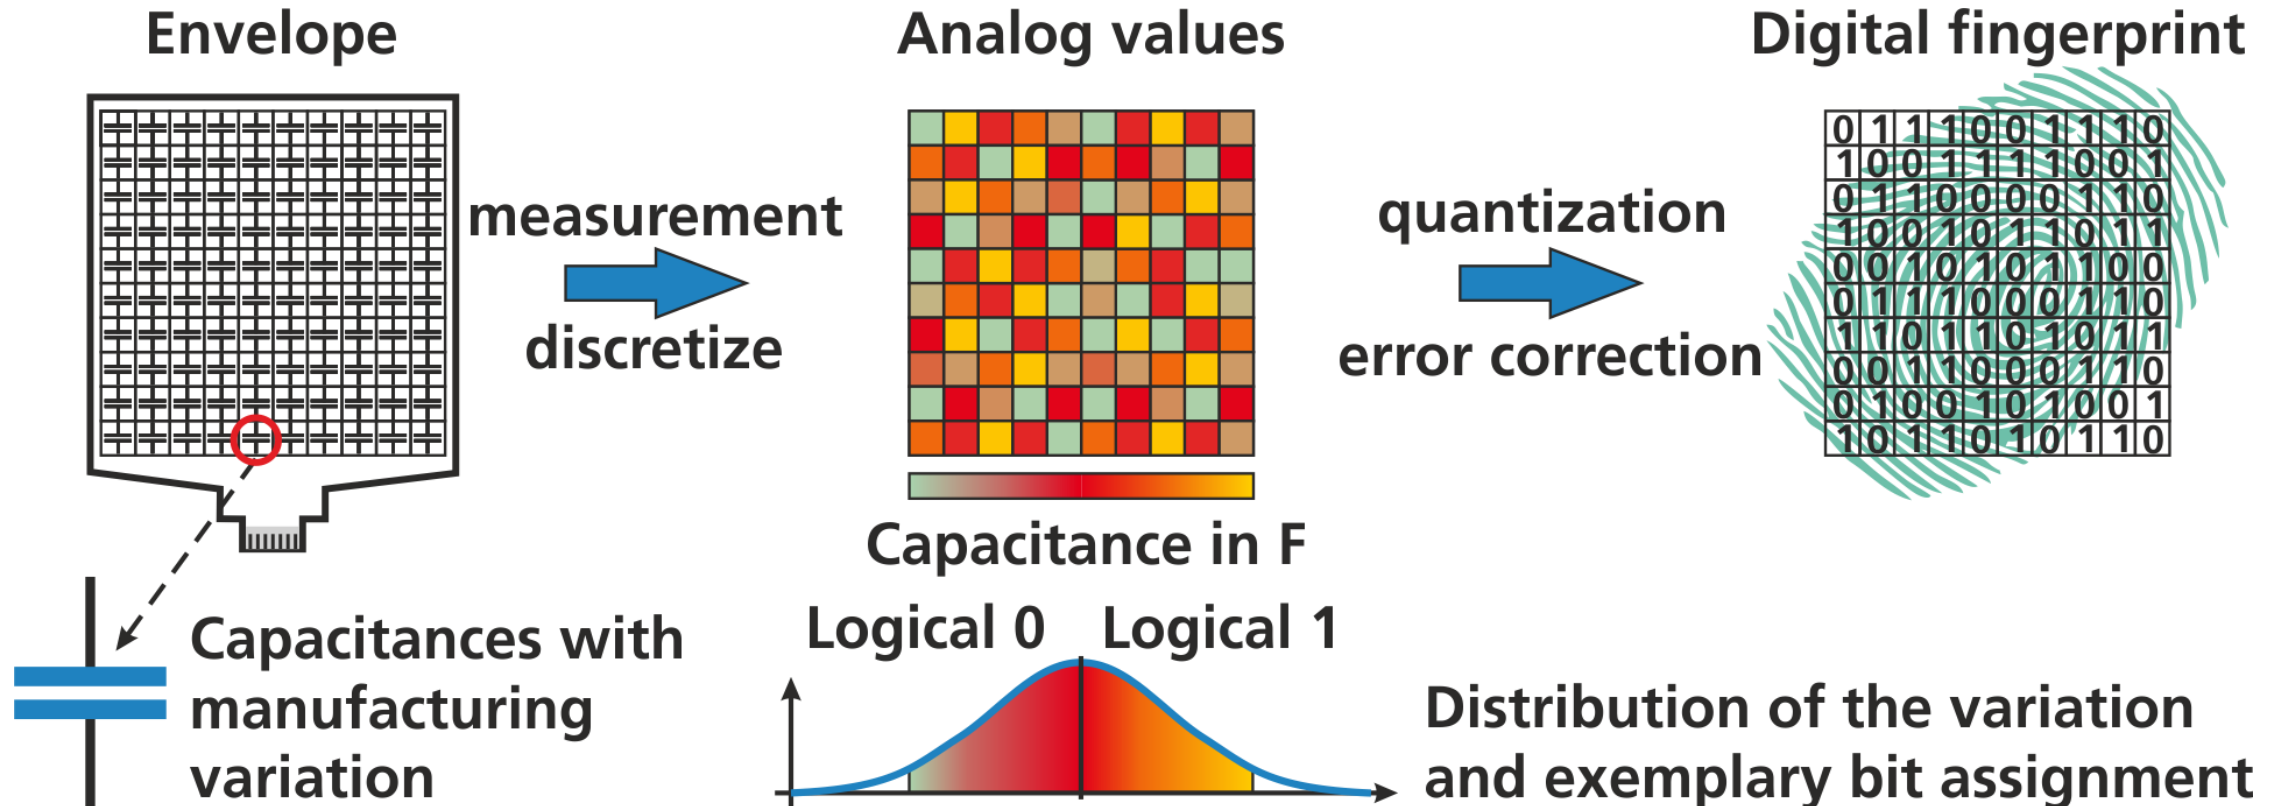 Envelope
Analog values
Digital fingerprint
measurement
discretize
quantization
error correction
0 1 1 1 0 0 1 1 1 0
1 0 0 1 1 1 1 0 0 1
0 1 1 0 0 0 0 1 1 0
1 0 0 1 0 1 1 0 1 1
0 0 1 0 1 0 1 1 0 0
0 1 1 1 0 0 0 1 1 0
1 1 0 1 1 0 1 0 1 1
0 0 1 1 0 0 0 1 1 0
0 1 0 0 1 0 1 0 0 1
1 0 1 1 0 1 0 1 1 0
Capacitance in F
Capacitances with
manufacturing
variation
Logical 0
Logical 1
Distribution of the variation
and exemplary bit assignment